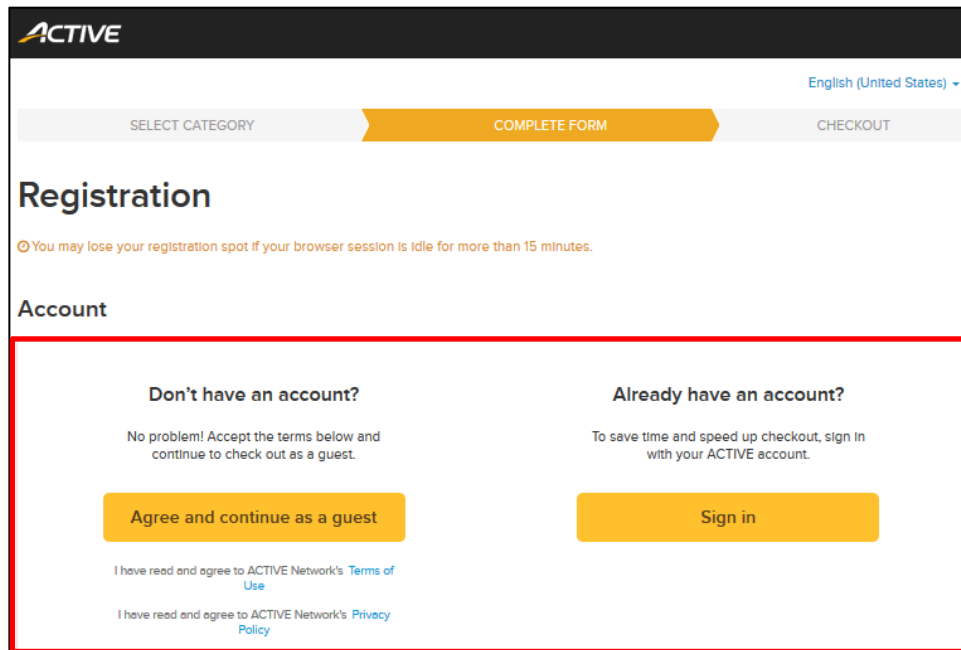 ACTIVE
English (United States)
SELECT CATEGORY
COMPLETE FORM
CHECKOUT
Registration
You may lose your registration spot if your browser session is idle for more than 15 minutes.
Account
Don't have an account?
No problem! Accept the terms below and
continue to check out as a guest.
Agree and continue as a guest
I have read and agree to ACTIVE Network's Terms of
Use
I have read and agree to ACTIVE Network's Privacy
Policy
Already have an account?
To save time and speed up checkout, sign in
with your ACTIVE account.
Sign in